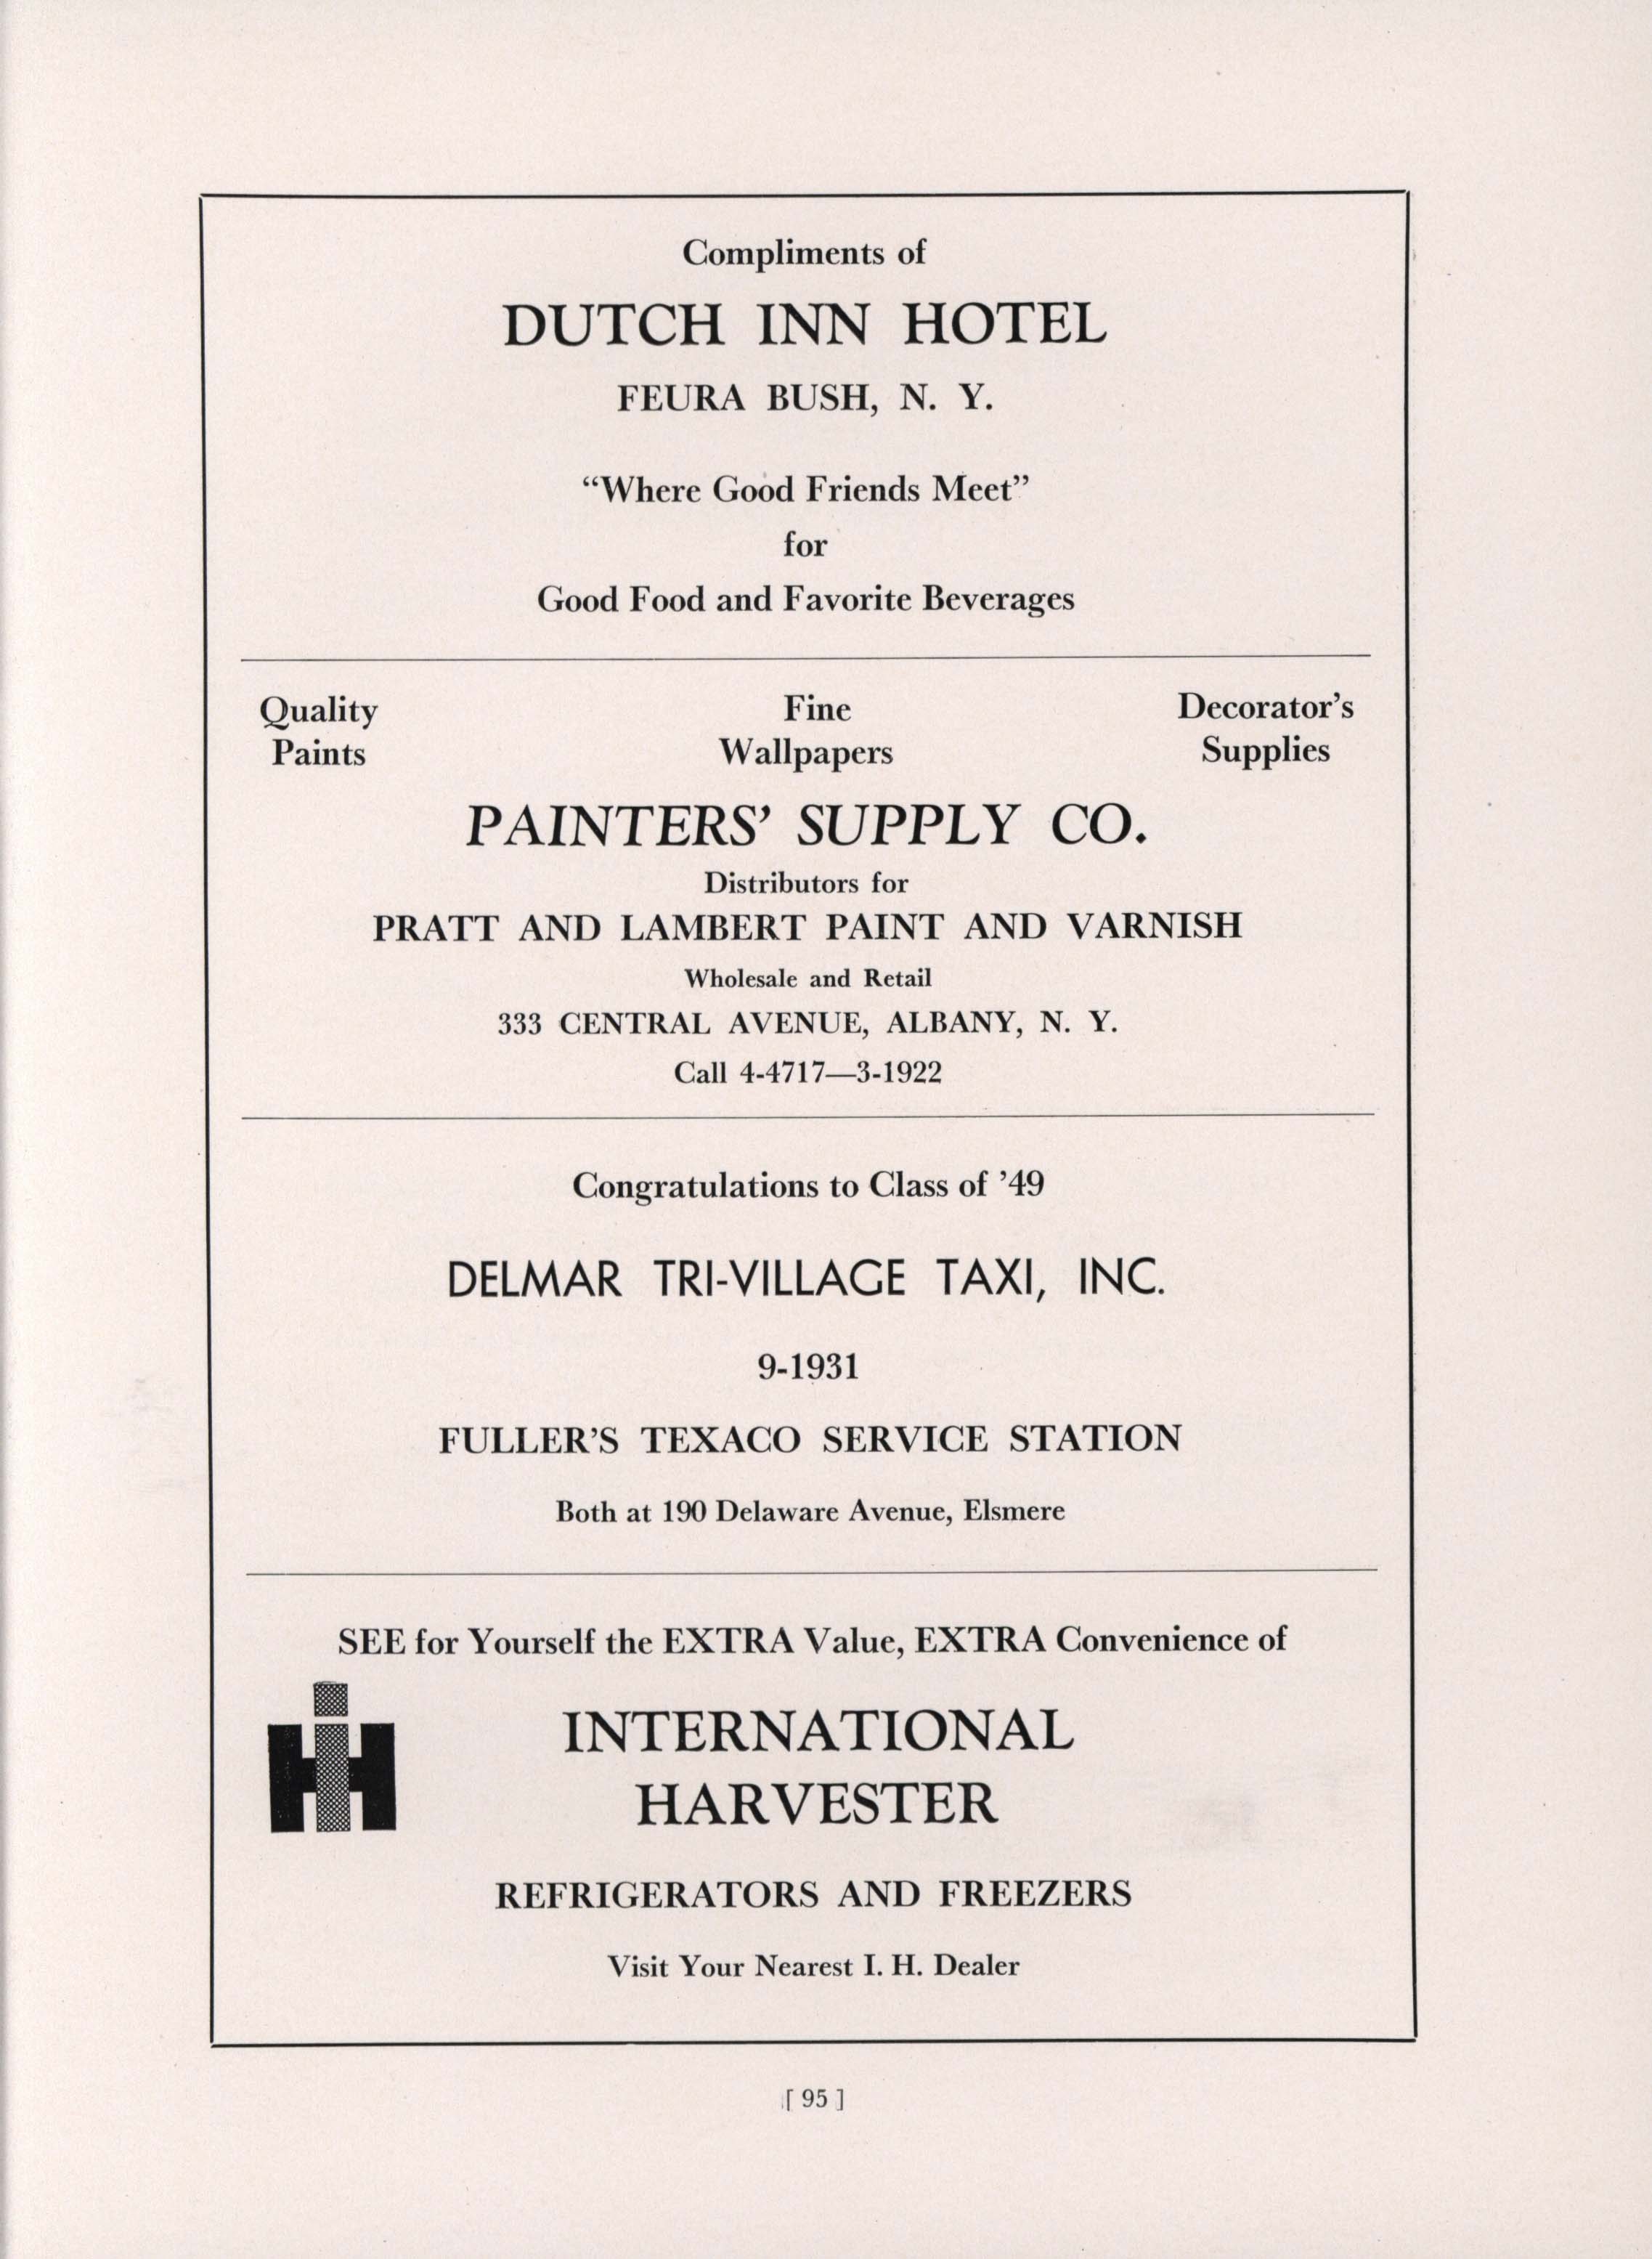 Compliments of
DUTCH INN HOTEL
FEURA BUSH, N. Y.
“Where Good Friends Meet”
for
Good Food and Favorite Beverages
Quality Fine Decorator’s
Paints Wallpapers Supplies
PAINTERS’ SUPPLY CO.
Distributors for
PRATT AND LAMBERT PAINT AND VARNISH
Wholesale and Retail
333 CENTRAL AVENUE, ALBANY, N. Y.
Call 4-4717—3-1922
Congratulations to Class of ’49
DELMAR TRI-VILLAGE TAXI, INC.
9-1931
FULLER’S TEXACO SERVICE STATION
Both at 190 Delaware Avenue, Elsmere
SEE for Yourself the EXTRA Value, EXTRA Convenience of
IH
INTERNATIONAL
HARVESTER
REFRIGERATORS AND FREEZERS
Visit Your Nearest I. H. Dealer
[ 95 ]